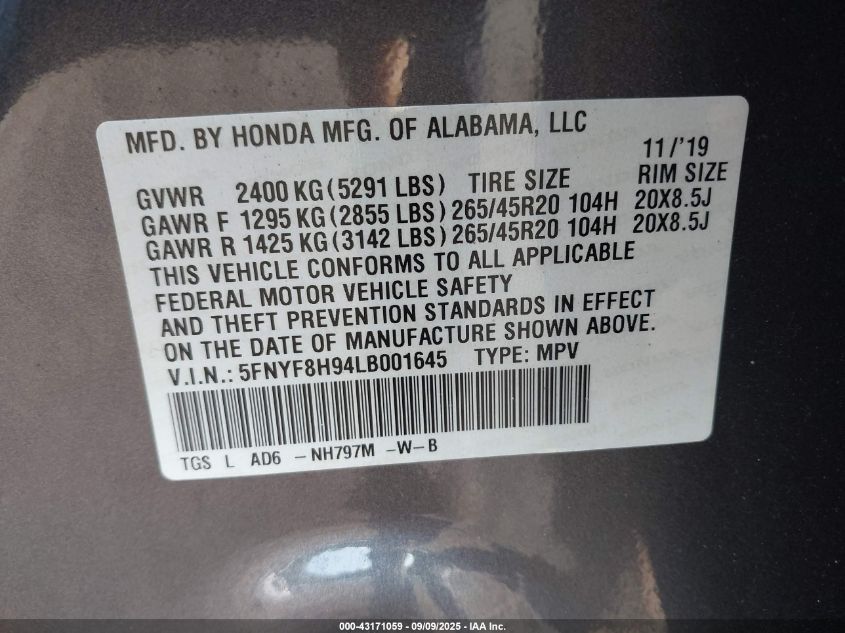 MFD. BY HONDA MFG. OF ALABAMA, LLC
11/'19
GVWR 2400 KG (5291 LBS) TIRE SIZE RIM SIZE
GAWR F 1295 KG (2855 LBS) 265/45R20 104H 20X8.5J
GAWR R 1425 KG (3142 LBS) 265/45R20 104H 20X8.5J
THIS VEHICLE CONFORMS TO ALL APPLICABLE
FEDERAL MOTOR VEHICLE SAFETY
AND THEFT PREVENTION STANDARDS IN EFFECT
ON THE DATE OF MANUFACTURE SHOWN ABOVE.
V.I.N.: 5FNYF8H94LB001645 TYPE: MPV
TGS L AD6 -NH797M -W-B
000-43171059 - 09/09/2025 - IAA Inc.